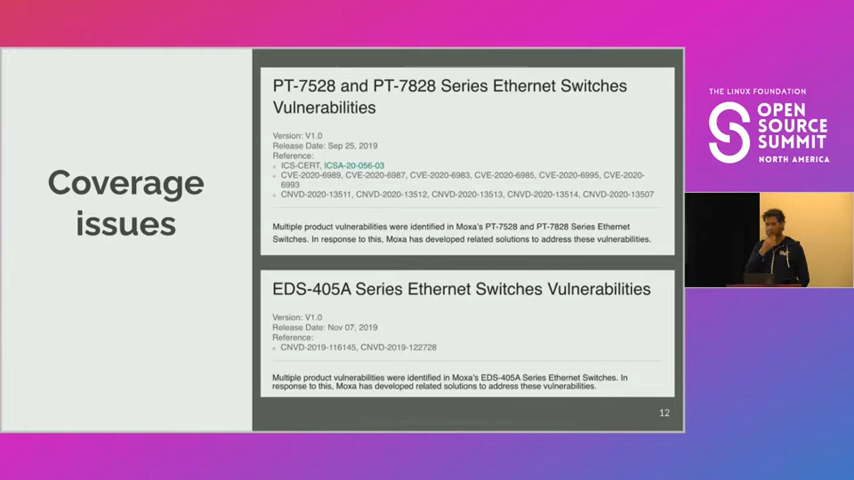 Coverage
issues
PT-7528 and PT-7828 Series Ethernet Switches
Vulnerabilities
Version: V1.0
Release Date: Sep 25, 2019
Reference:
ICS-CERT, ICSA-20-056-03
CVE-2020-6989, CVE-2020-6987, CVE-2020-6983, CVE-2020-6985, CVE-2020-6995, CVE-2020-
6993
CNVD-2020-13511, CNVD-2020-13512, CNVD-2020-13513, CNVD-2020-13514, CNVD-2020-13507
Multiple product vulnerabilities were identified in Moxa's PT-7528 and PT-7828 Series Ethernet
Switches. In response to this, Moxa has developed related solutions to address these vulnerabilities.
EDS-405A Series Ethernet Switches Vulnerabilities
Version: V1.0
Release Date: Nov 07, 2019
Reference:
CNVD-2019-116145, CNVD-2019-122728
Multiple product vulnerabilities were identified in Moxa's EDS-405A Series Ethernet Switches. In
response to this, Moxa has developed related solutions to address these vulnerabilities.
12
THE LINUX FOUNDATION
OPEN
SOURCE
SUMMIT
NORTH AMERICA